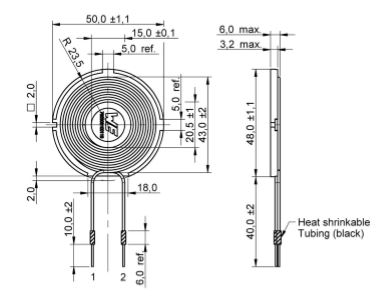 50,0 ±1,1
15,0 ±0,1
5,0 ref.
R 23,5
□ 2,0
5,0 ref.
20,5 ±1
43,0 ±2
WE
2,0
18,0
10,0 ±2
1
2
6,0 ref.
6,0 max.
3,2 max.
48,0 ±1,1
40,0 ±2
Heat shrinkable
Tubing (black)